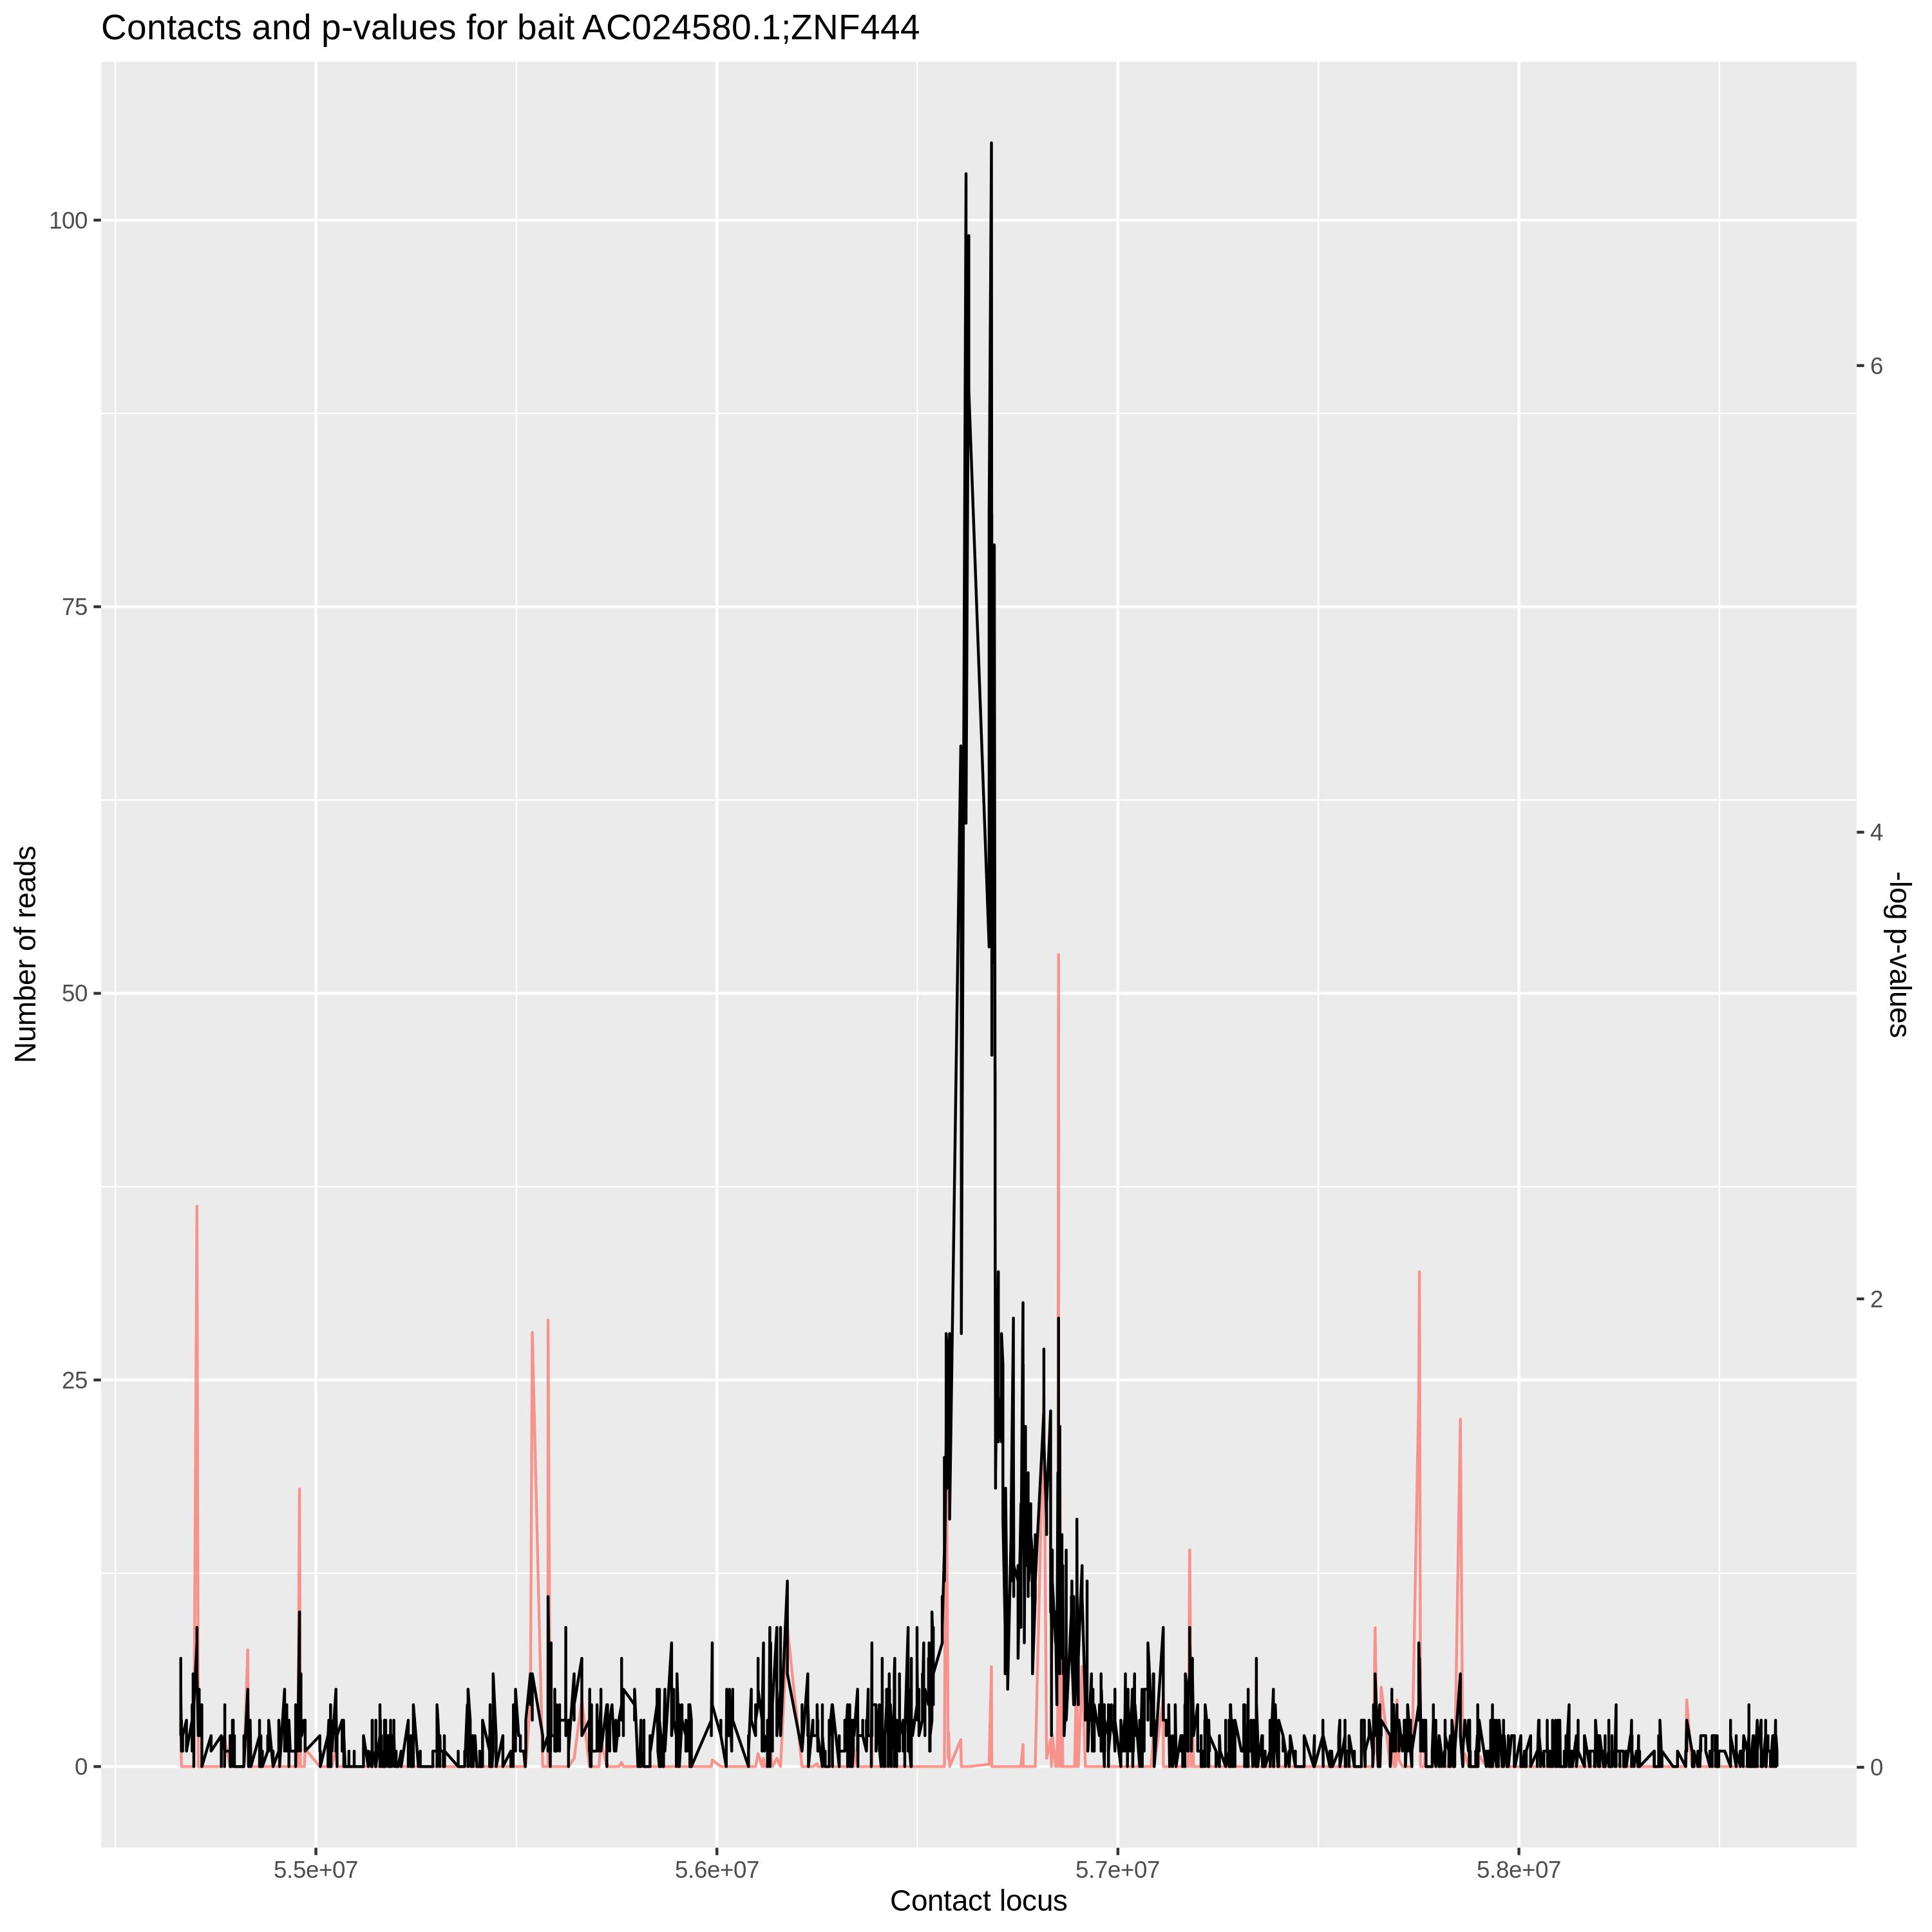 Contacts and p-values for bait AC024580.1;ZNF444
100
75
50
25
0
Number of reads
6
4
2
0
-log p-values
5.5e+07
5.6e+07
5.7e+07
5.8e+07
Contact locus